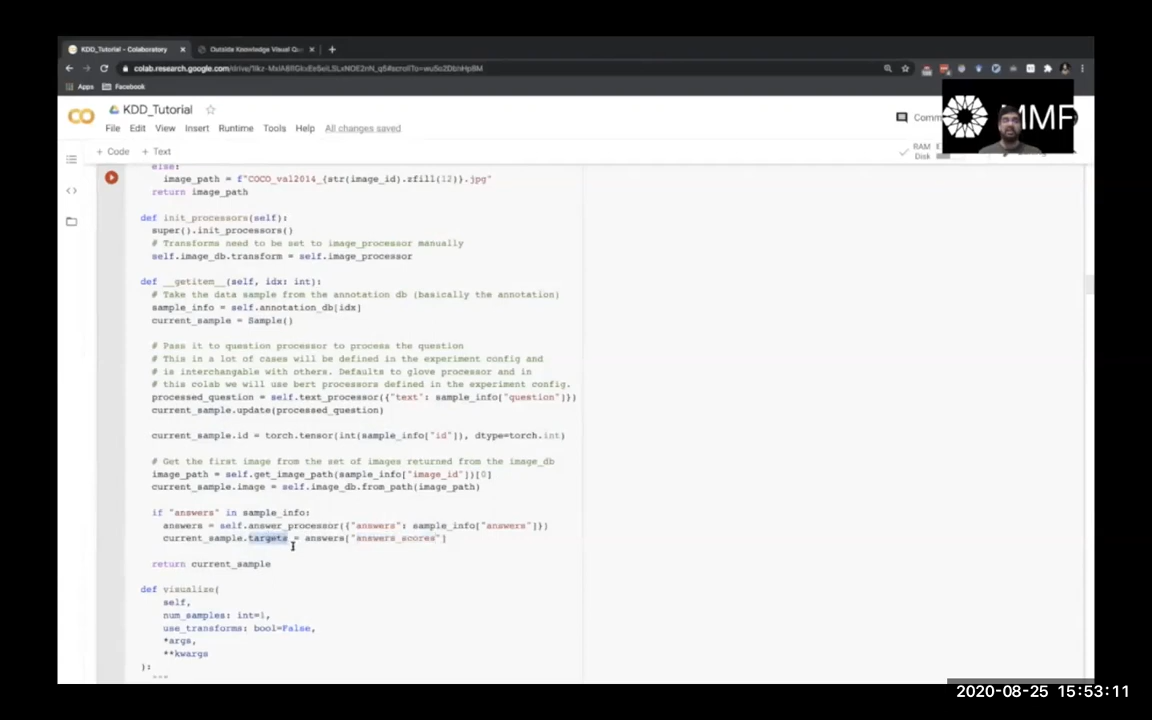 KDD_Tutorial - Colaboratory
Outside Knowledge Visual Qu
Apps Facebook
KDD_Tutorial
File Edit View Insert Runtime Tools Help All changes saved
Comm
MMF
+ Code + Text
RAM
Disk
else:
image_path = f"COCO_val2014_{str(image_id).zfill(12)}.jpg"
return image_path
def init_processors(self):
super().init_processors()
# Transforms need to be set to image_processor manually
self.image_db.transform = self.image_processor
def __getitem__(self, idx: int):
# Take the data sample from the annotation db (basically the annotation)
sample_info = self.annotation_db[idx]
current_sample = Sample()
# Pass it to question processor to process the question
# This in a lot of cases will be defined in the experiment config and
# is interchangable with others. Defaults to glove processor and in
# this colab we will use bert processors defined in the experiment config.
processed_question = self.text_processor({"text": sample_info["question"]})
current_sample.update(processed_question)
current_sample.id = torch.tensor(int(sample_info["id"]), dtype=torch.int)
# Get the first image from the set of images returned from the image_db
image_path = self.get_image_path(sample_info["image_id"])[0]
current_sample.image = self.image_db.from_path(image_path)
if "answers" in sample_info:
answers = self.answer_processor({"answers": sample_info["answers"]})
current_sample.targets = answers["answers_scores"]
return current_sample
def visualize(
self,
num_samples: int=1,
use_transforms: bool=False,
*args,
**kwargs
):
"""
2020-08-25 15:53:11